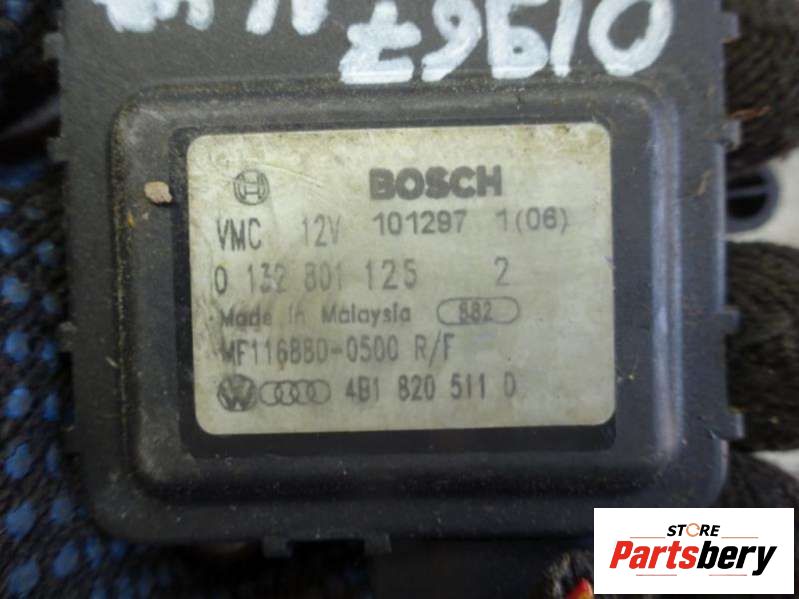 01967
BOSCH
VMC 12V 101297 1(06)
0 132 801 125 2
Made in Malaysia 882
MF116880-0500 R/F
4B1 820 511 D
STORE
Partsbery